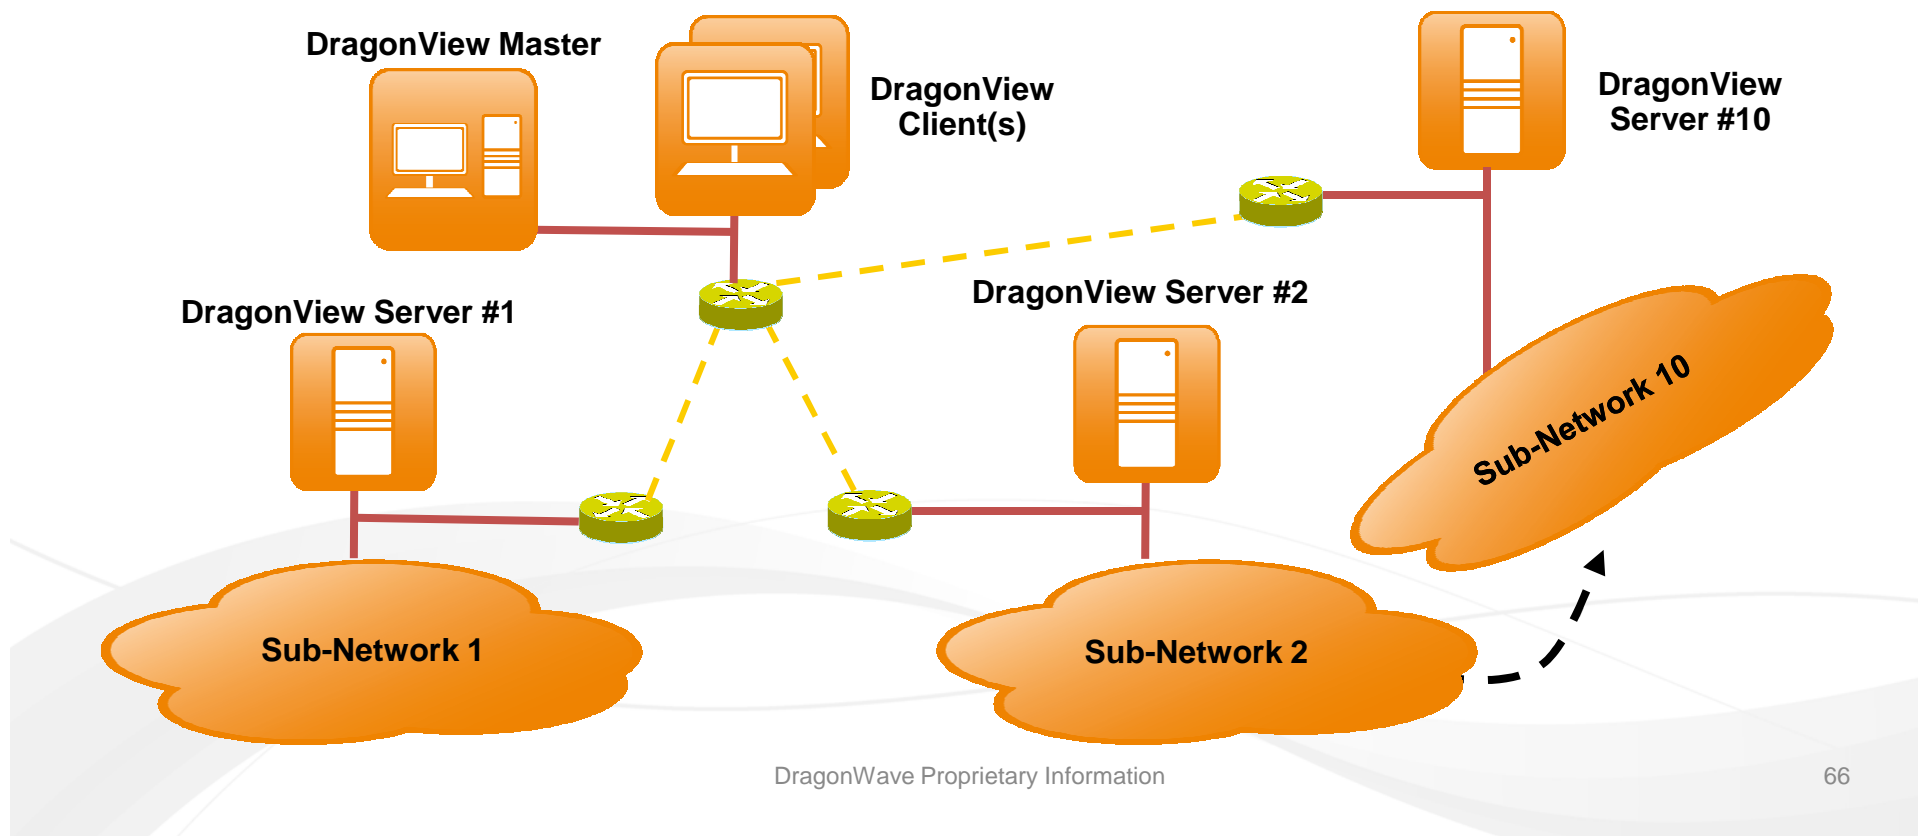 DragonView Master
DragonView
Client(s)
DragonView
Server #10
DragonView Server #1
DragonView Server #2
Sub-Network 10
Sub-Network 1
Sub-Network 2
DragonWave Proprietary Information
66